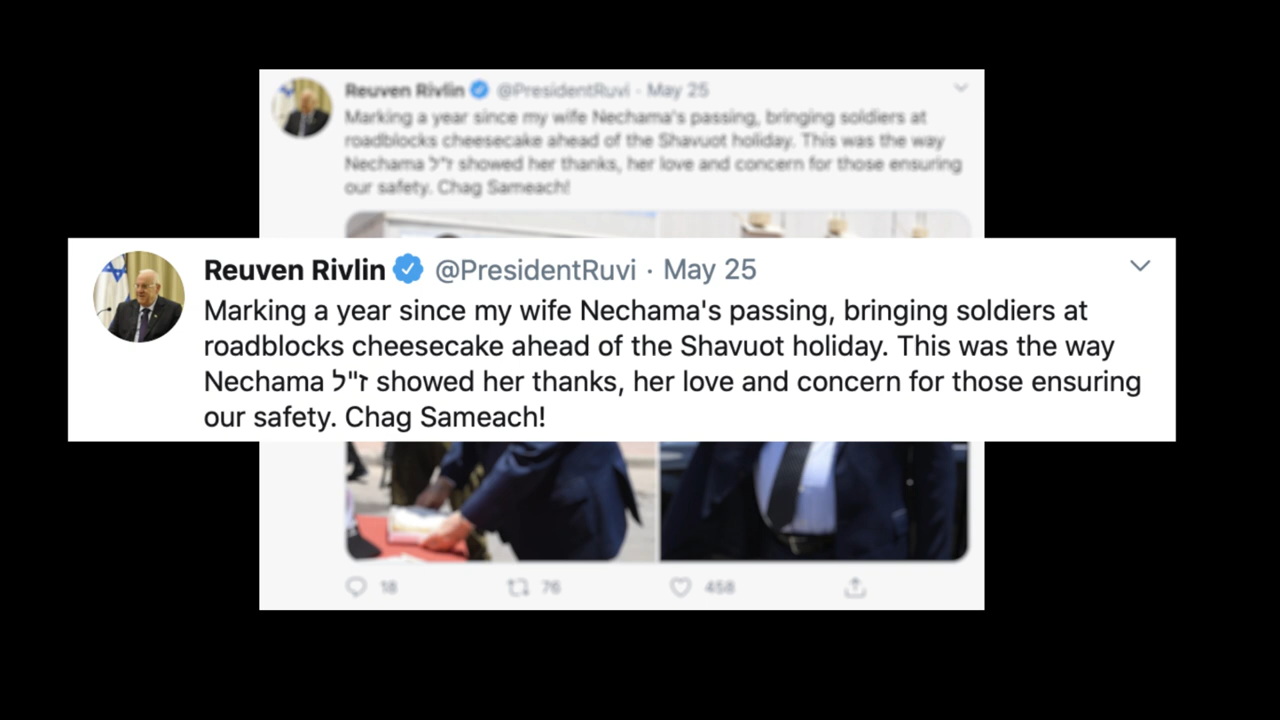 Reuven Rivlin @PresidentRuvi · May 25
Marking a year since my wife Nechama's passing, bringing soldiers at
roadblocks cheesecake ahead of the Shavuot holiday. This was the way
Nechama ז"ל showed her thanks, her love and concern for those ensuring
our safety. Chag Sameach!
Reuven Rivlin @PresidentRuvi · May 25
Marking a year since my wife Nechama's passing, bringing soldiers at
roadblocks cheesecake ahead of the Shavuot holiday. This was the way
Nechama ז"ל showed her thanks, her love and concern for those ensuring
our safety. Chag Sameach!
18 76 458